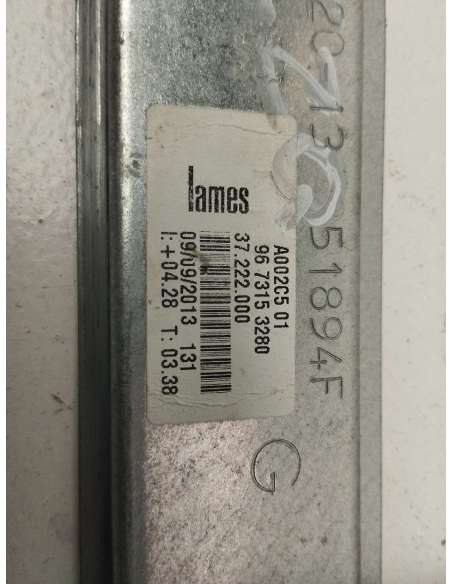 lames
A002C5 01
96 7315 3280
37.222.000
09/09/2013 131
I:+04.28 T: 03.38
51894F
G